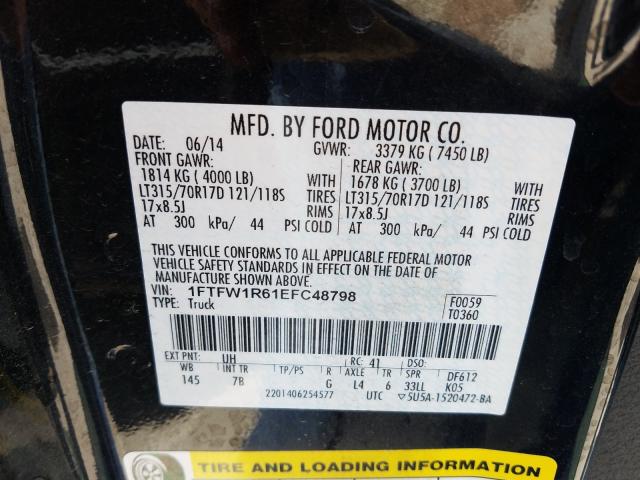 MFD. BY FORD MOTOR CO.
DATE: 06/14 GVWR: 3379 KG ( 7450 LB)
FRONT GAWR: REAR GAWR:
1814 KG ( 4000 LB) WITH 1678 KG ( 3700 LB) WITH
LT315/70R17D 121/118S TIRES LT315/70R17D 121/118S TIRES
17x8.5J RIMS 17x8.5J RIMS
AT 300 kPa/ 44 PSI COLD AT 300 kPa/ 44 PSI COLD
THIS VEHICLE CONFORMS TO ALL APPLICABLE FEDERAL MOTOR
VEHICLE SAFETY STANDARDS IN EFFECT ON THE DATE OF
MANUFACTURE SHOWN ABOVE.
VIN: 1FTFW1R61EFC48798 F0059
TYPE: Truck T0360
EXT PNT: UH RC: 41 DSO:
WB INT TR TP/PS R AXLE TR SPR DF612
145 7B G L4 6 33LL K05
2201406254577 UTC ▽5U5A-1520472-BA
TIRE AND LOADING INFORMATION